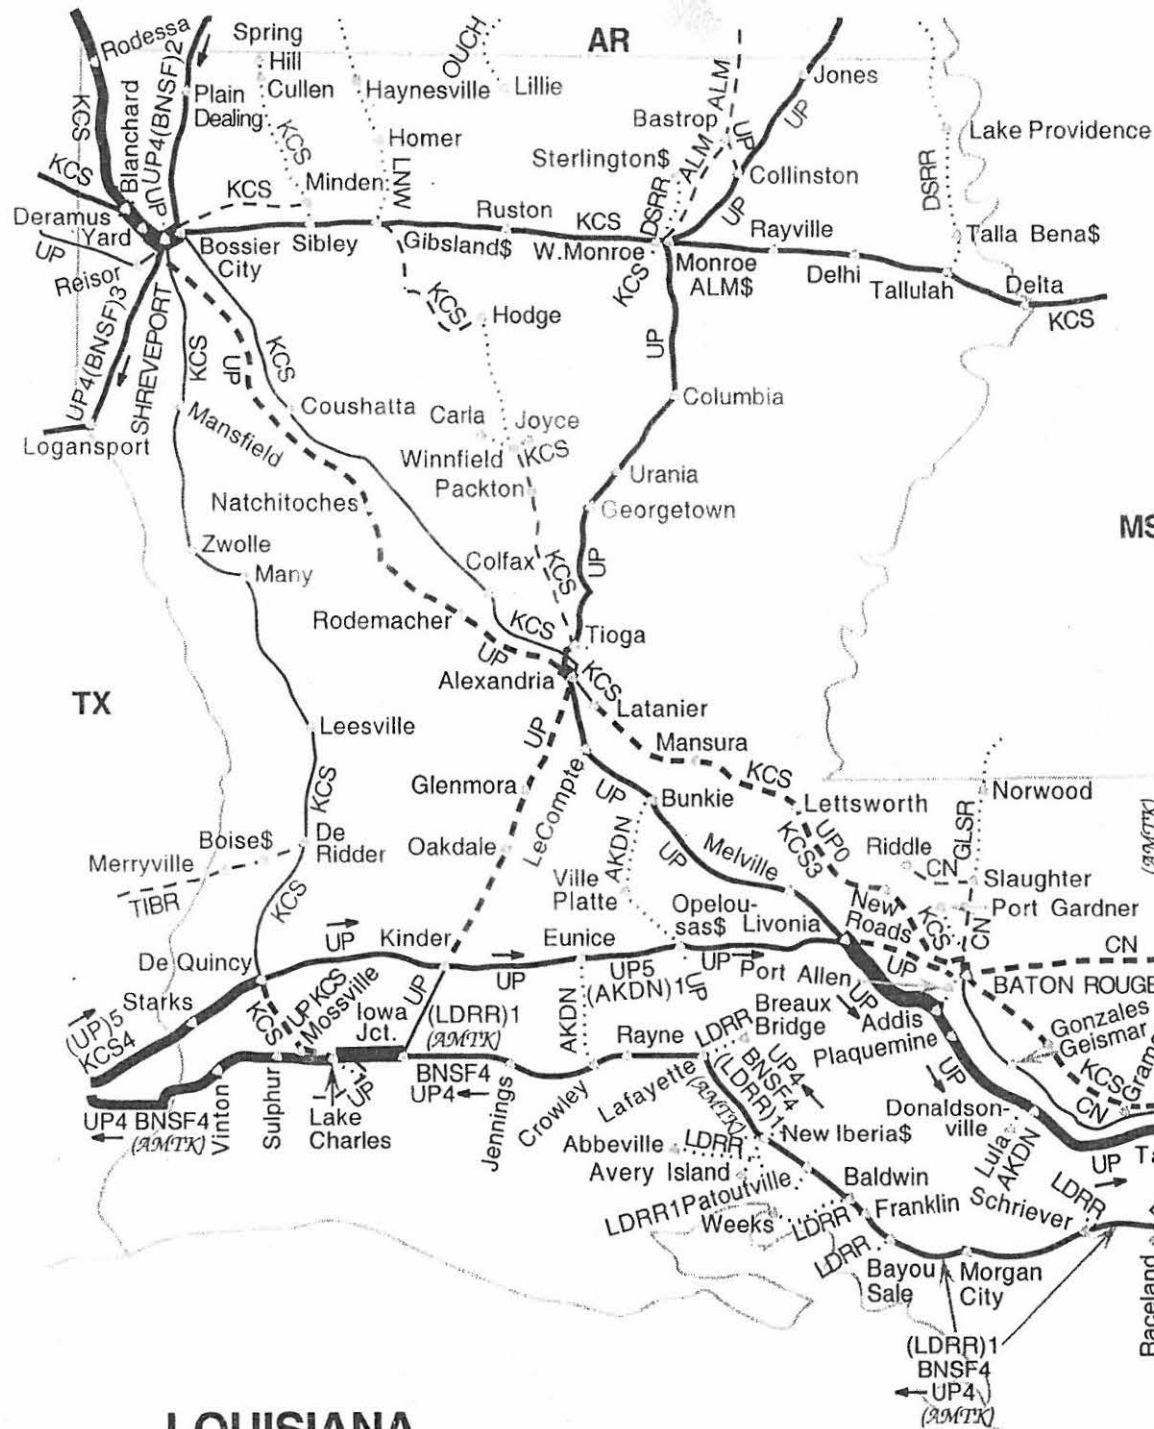 Rodessa
KCS
Blanchard
UP
UP4(BNSF)2
Spring
Hill
Cullen
Plain
Dealing
KCS
Haynesville
OUCH
Lillie
AR
Homer
LNW
Bastrop
ALM
ALM
UP
UP
Jones
Sterlington$
DSRR
Collinston
UP
Lake Providence
DSRR
KCS
Deramus
Yard
UP
Reisor
KCS
Minden
Bossier
City
Sibley
Gibsland$
Ruston
KCS
W.Monroe
Monroe
ALM$
KCS
Rayville
Delhi
Tallulah
Talla Bena$
Delta
KCS
KCS
Hodge
UP
UP4(BNSF)3
SHREVEPORT
KCS
UP
KCS
Logansport
Mansfield
Coushatta
Carla
Joyce
Winnfield
KCS
Packton
Columbia
Urania
Georgetown
Natchitoches
MS
Zwolle
Many
Colfax
KCS
UP
Rodemacher
KCS
UP
Tioga
Alexandria
KCS
TX
Latanier
Leesville
UP
Mansura
KCS
Glenmora
LeCompte
UP
Bunkie
Lettsworth
UP0
KCS3
Norwood
GLSR
(AMTK)
KCS
Boise$
De
Ridder
Merryville
TIBR
Oakdale
AKDN
UP
Melville
Riddle
CN
Slaughter
Port Gardner
KCS
Ville
Platte
New
Roads
KCS
CN
UP
Kinder
Eunice
Opelou-
sas$
Livonia
De Quincy
UP
UP5
(AKDN)1
UP
UP
Port Allen
UP
CN
BATON ROUGE
Starks
(UP)5
KCS4
KCS
UP
KCS
Mossville
Iowa
Jct.
UP
(LDRR)1
(AMTK)
AKDN
Rayne
LDRR
Breaux
Bridge
UP
Addis
Plaquemine
Gonzales
Geismar
UP4
BNSF4
(AMTK)
Vinton
Sulphur
Lake
Charles
UP
BNSF4
UP4
Jennings
Crowley
Lafayette
(AMTK)
(LDRR)1
BNSF4
UP4
UP
KCS
CN
Donaldson-
ville
Lula
AKDN
UP
Abbeville
LDRR
New Iberia$
Avery Island
Patoutville
LDRR1
Weeks
LDRR
Baldwin
Franklin
Schriever
LDRR
LDRR
Bayou
Sale
Morgan
City
Raceland
(LDRR)1
BNSF4
UP4
(AMTK)
LOUISIANA